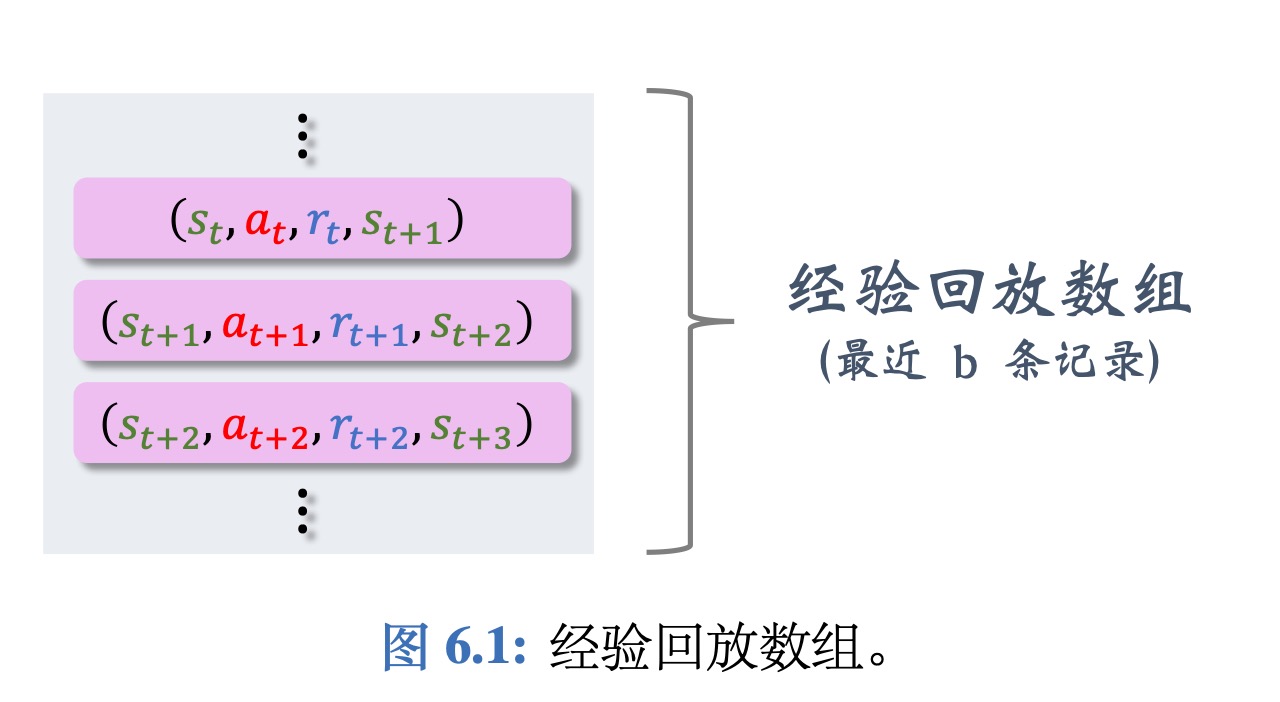 ⋮
(s_t, a_t, r_t, s_{t+1})
(s_{t+1}, a_{t+1}, r_{t+1}, s_{t+2})
(s_{t+2}, a_{t+2}, r_{t+2}, s_{t+3})
⋮
经验回放数组
(最近 b 条记录)
图 6.1: 经验回放数组。